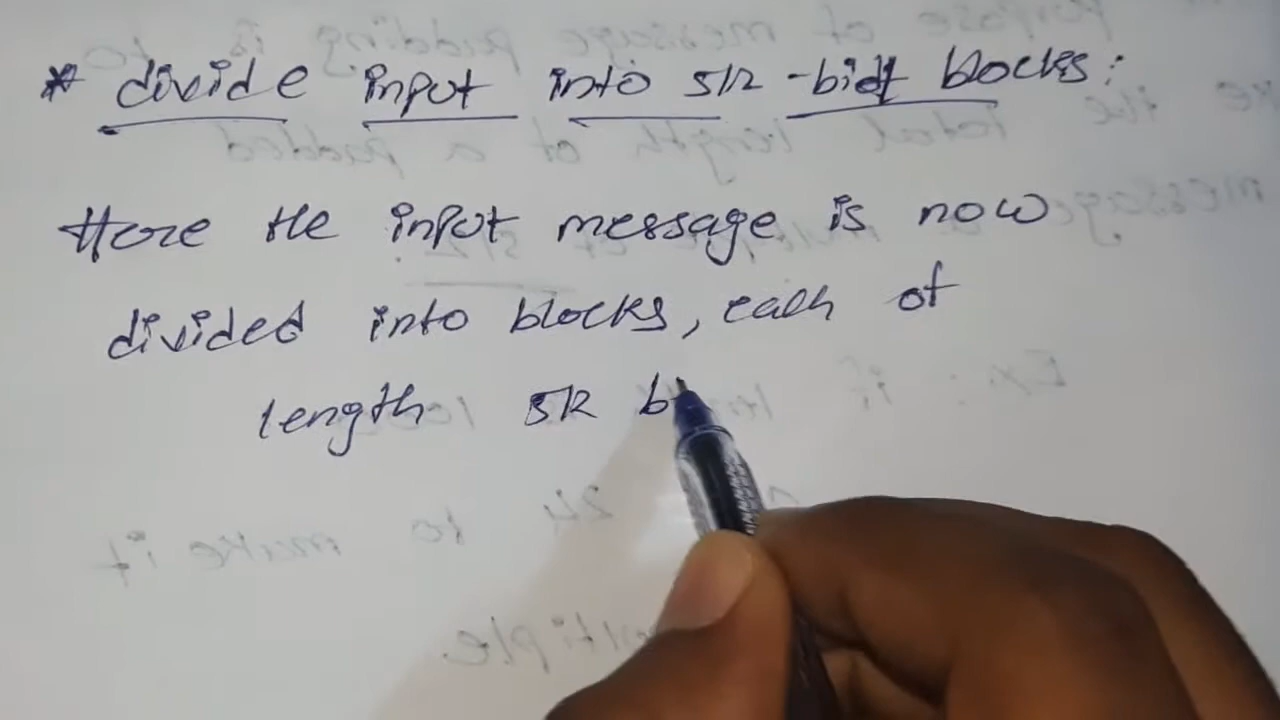 * divide input into 512-bit blocks:
Here the input message is now
divided into blocks, each of
length 512 b